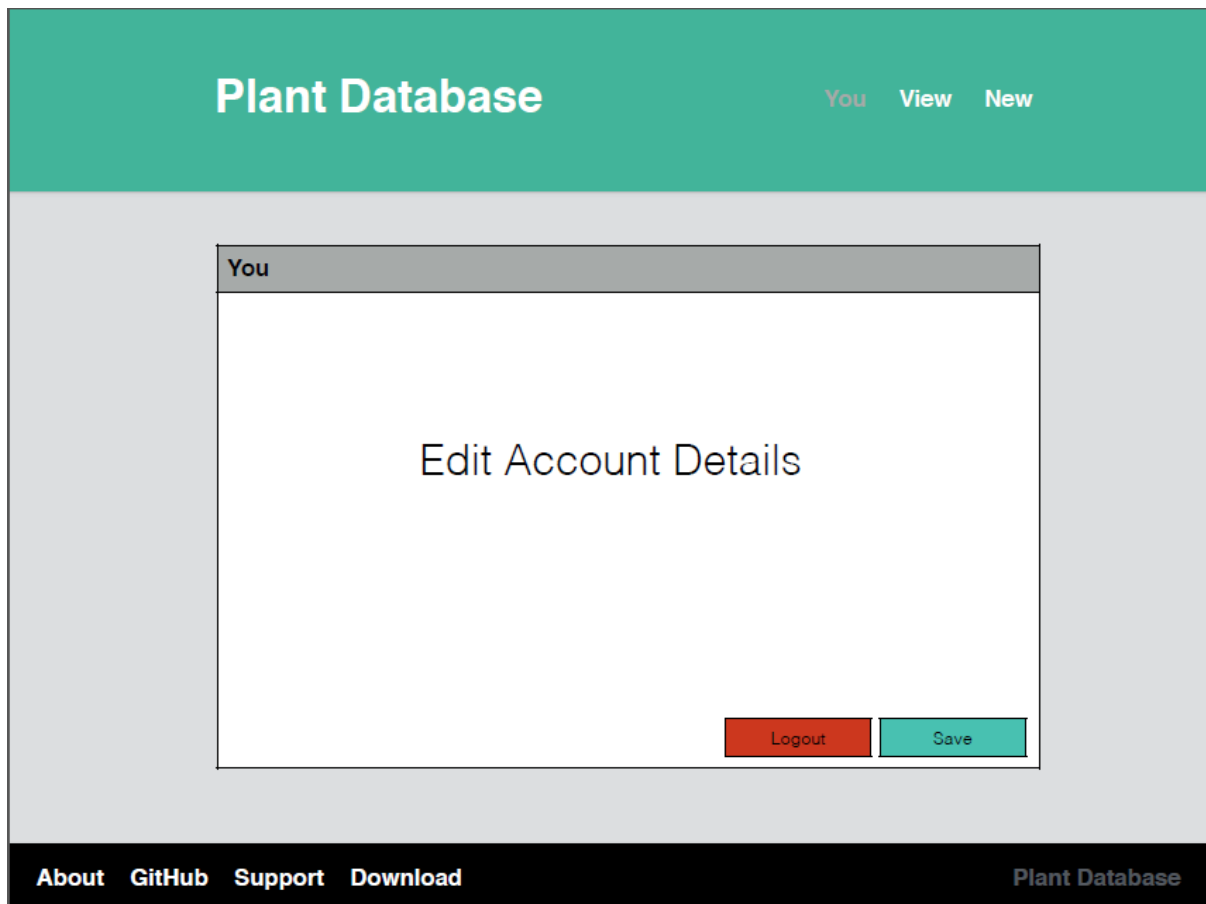 Plant Database
You View New
You
Edit Account Details
Logout Save
About GitHub Support Download Plant Database